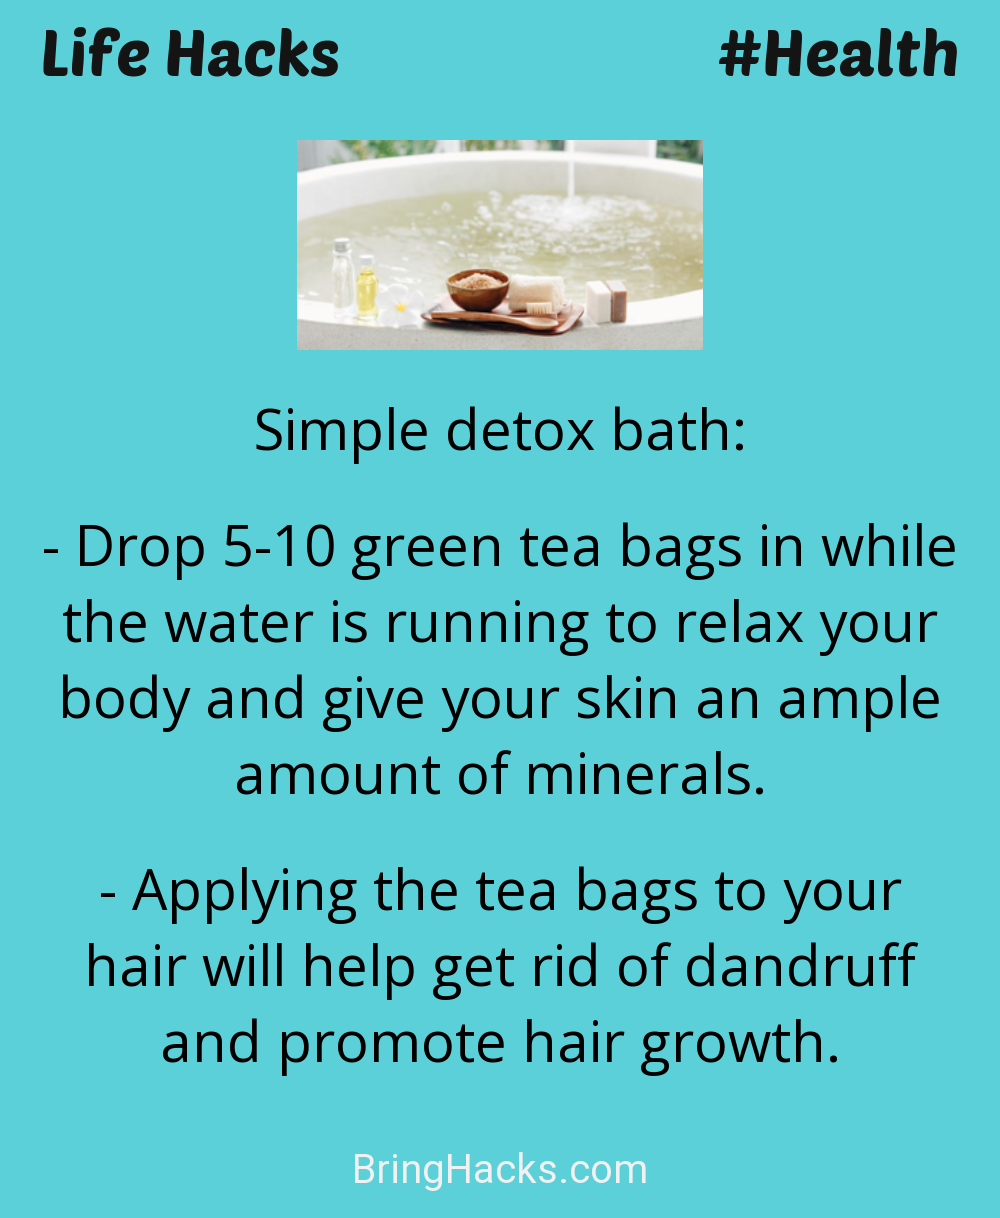 Life Hacks #Health
Simple detox bath:
- Drop 5-10 green tea bags in while
the water is running to relax your
body and give your skin an ample
amount of minerals.
- Applying the tea bags to your
hair will help get rid of dandruff
and promote hair growth.
BringHacks.com